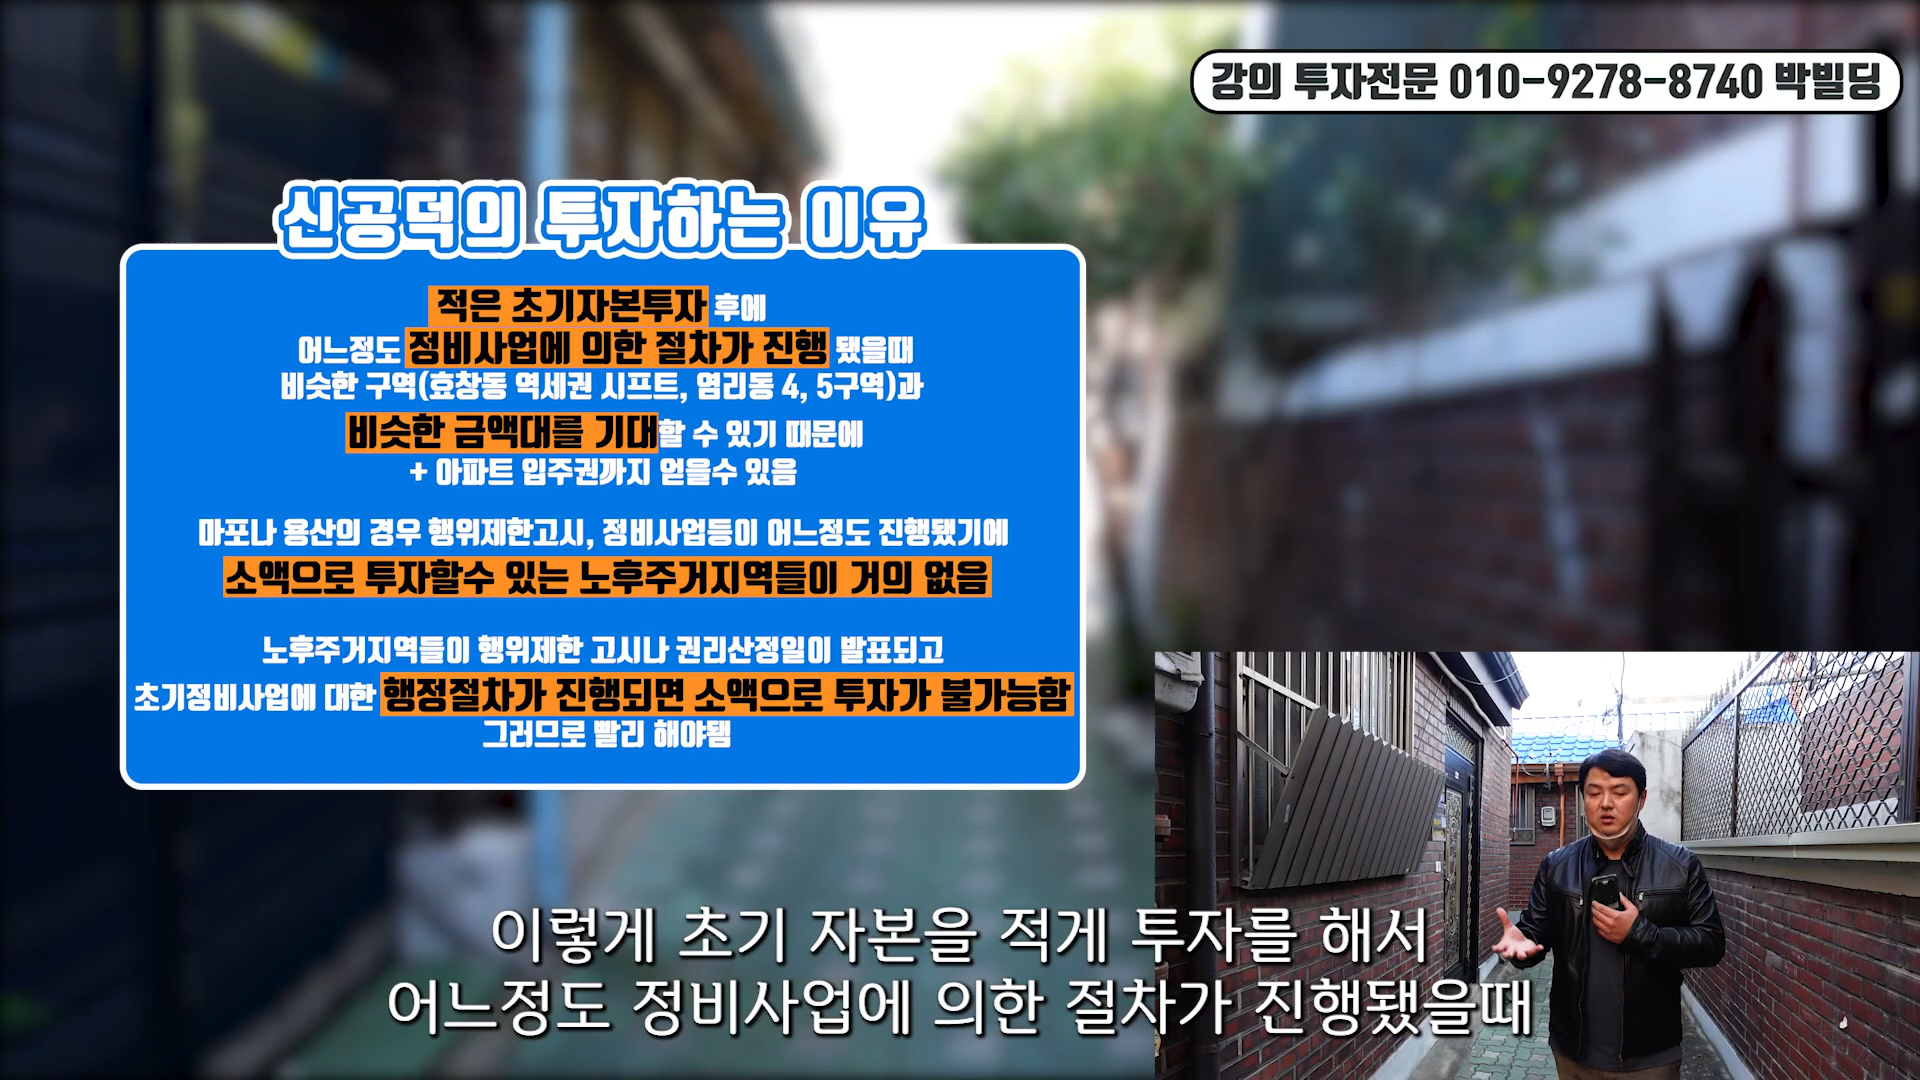 강의 투자전문 010-9278-8740 박빌딩
신공덕의 투자하는 이유
적은 초기자본투자 후에
어느정도 정비사업에 의한 절차가 진행 됐을때
비슷한 구역(효창동 역세권 시프트, 염리동 4, 5구역)과
비슷한 금액대를 기대할 수 있기 때문에
+ 아파트 입주권까지 얻을수 있음
마포나 용산의 경우 행위제한고시, 정비사업등이 어느정도 진행됐기에
소액으로 투자할수 있는 노후주거지역들이 거의 없음
노후주거지역들이 행위제한 고시나 권리산정일이 발표되고
초기정비사업에 대한 행정절차가 진행되면 소액으로 투자가 불가능함
그러므로 빨리 해야됌
이렇게 초기 자본을 적게 투자를 해서
어느정도 정비사업에 의한 절차가 진행됐을때